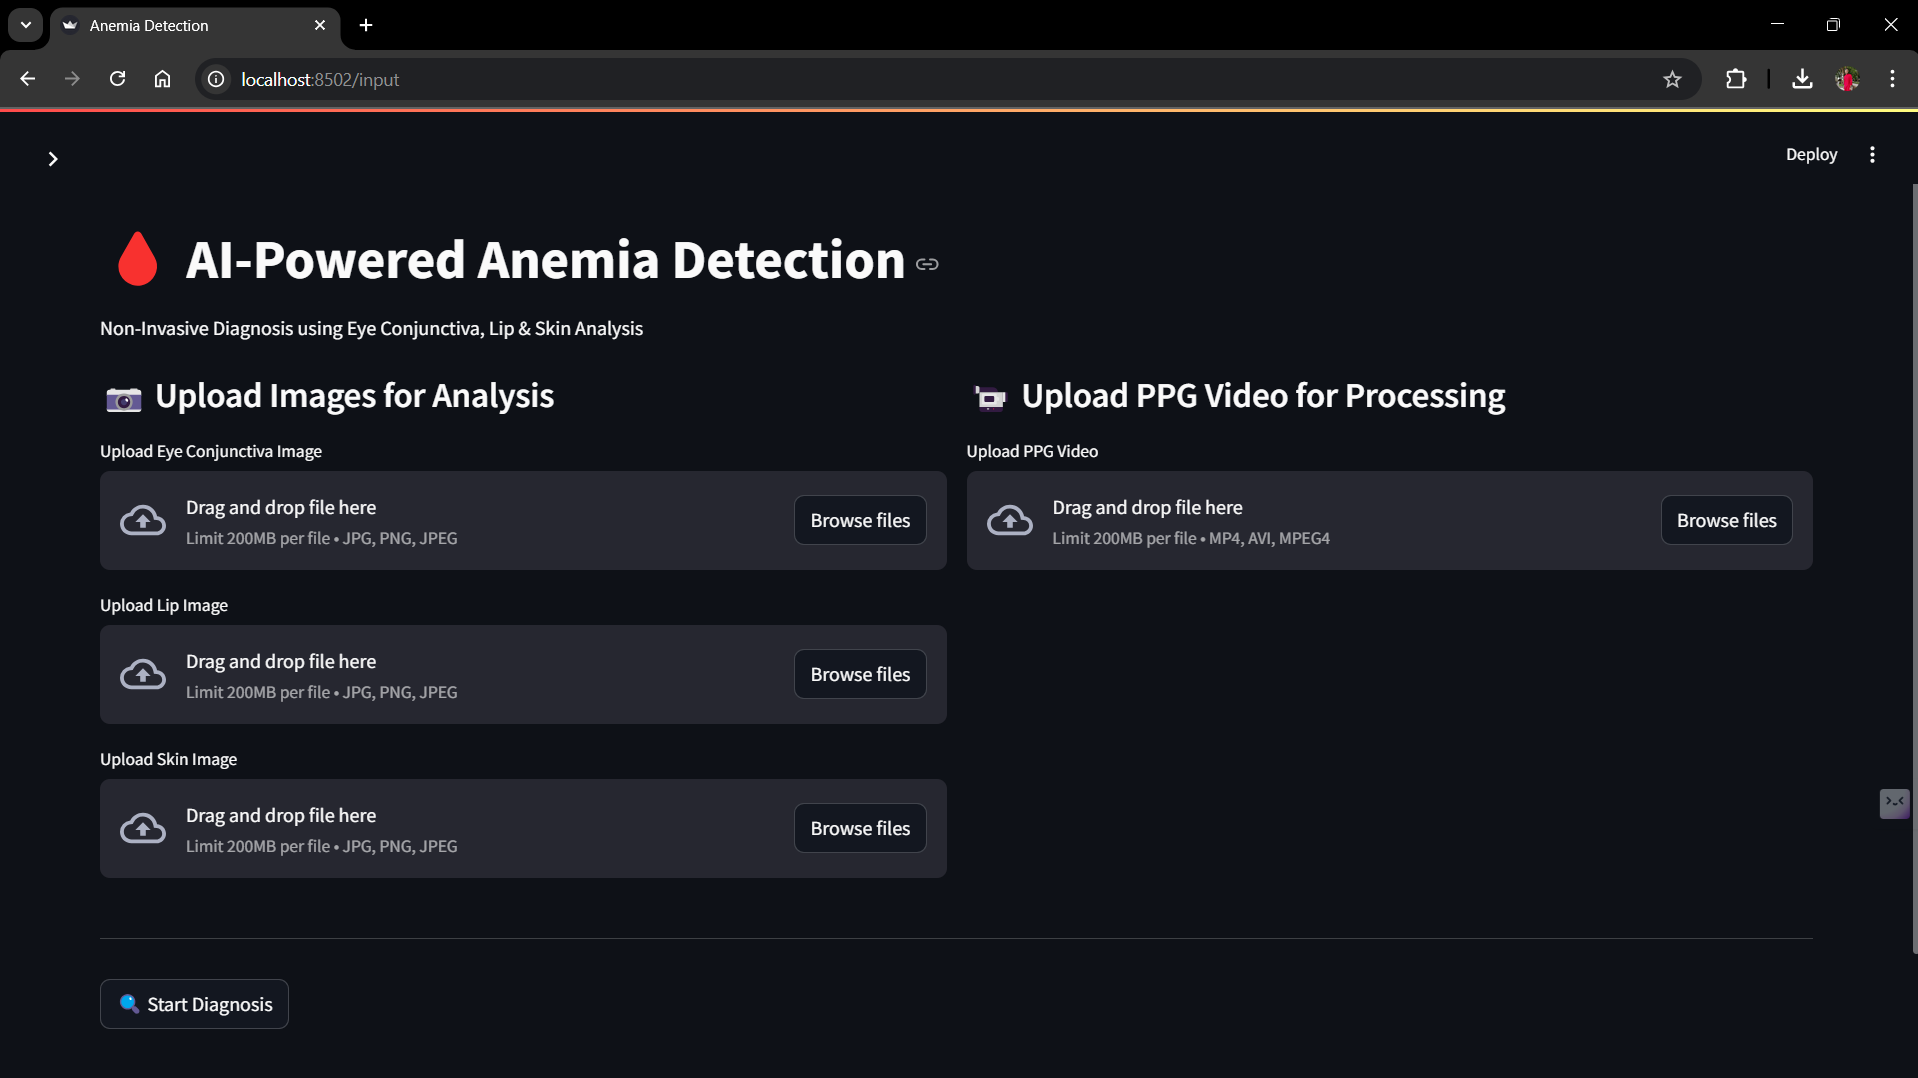 Anemia Detection
localhost:8502/input
Deploy
AI-Powered Anemia Detection
Non-Invasive Diagnosis using Eye Conjunctiva, Lip & Skin Analysis
Upload Images for Analysis
Upload Eye Conjunctiva Image
Drag and drop file here
Limit 200MB per file • JPG, PNG, JPEG
Browse files
Upload Lip Image
Drag and drop file here
Limit 200MB per file • JPG, PNG, JPEG
Browse files
Upload Skin Image
Drag and drop file here
Limit 200MB per file • JPG, PNG, JPEG
Browse files
Upload PPG Video for Processing
Upload PPG Video
Drag and drop file here
Limit 200MB per file • MP4, AVI, MPEG4
Browse files
Start Diagnosis